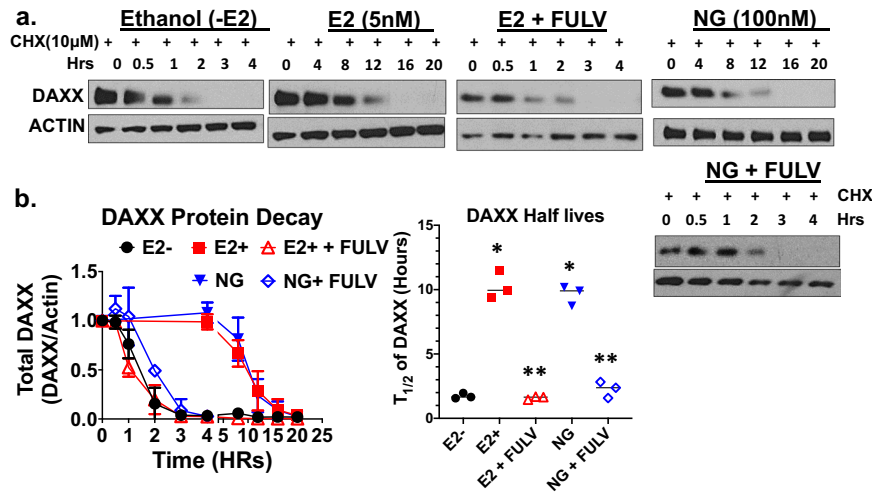 a.
Ethanol (-E2) E2 (5nM) E2 + FULV NG (100nM)
CHX(10µM) + + + + + + + + + + + + + + + + + + + + + + + +
Hrs 0 0.5 1 2 3 4 0 4 8 12 16 20 0 0.5 1 2 3 4 0 4 8 12 16 20
DAXX
ACTIN
NG + FULV
+ + + + + + CHX
0 0.5 1 2 3 4 Hrs
b.
DAXX Protein Decay
E2- E2+ E2+ + FULV
NG NG+ FULV
Total DAXX
(DAXX/Actin)
1.5
1.0
0.5
0.0
0 1 2 3 4 5 10 15 20 25
Time (HRs)
DAXX Half lives
T1/2 of DAXX (Hours)
15
10
5
0
* ** * **
E2- E2+ E2 + FULV NG NG + FULV